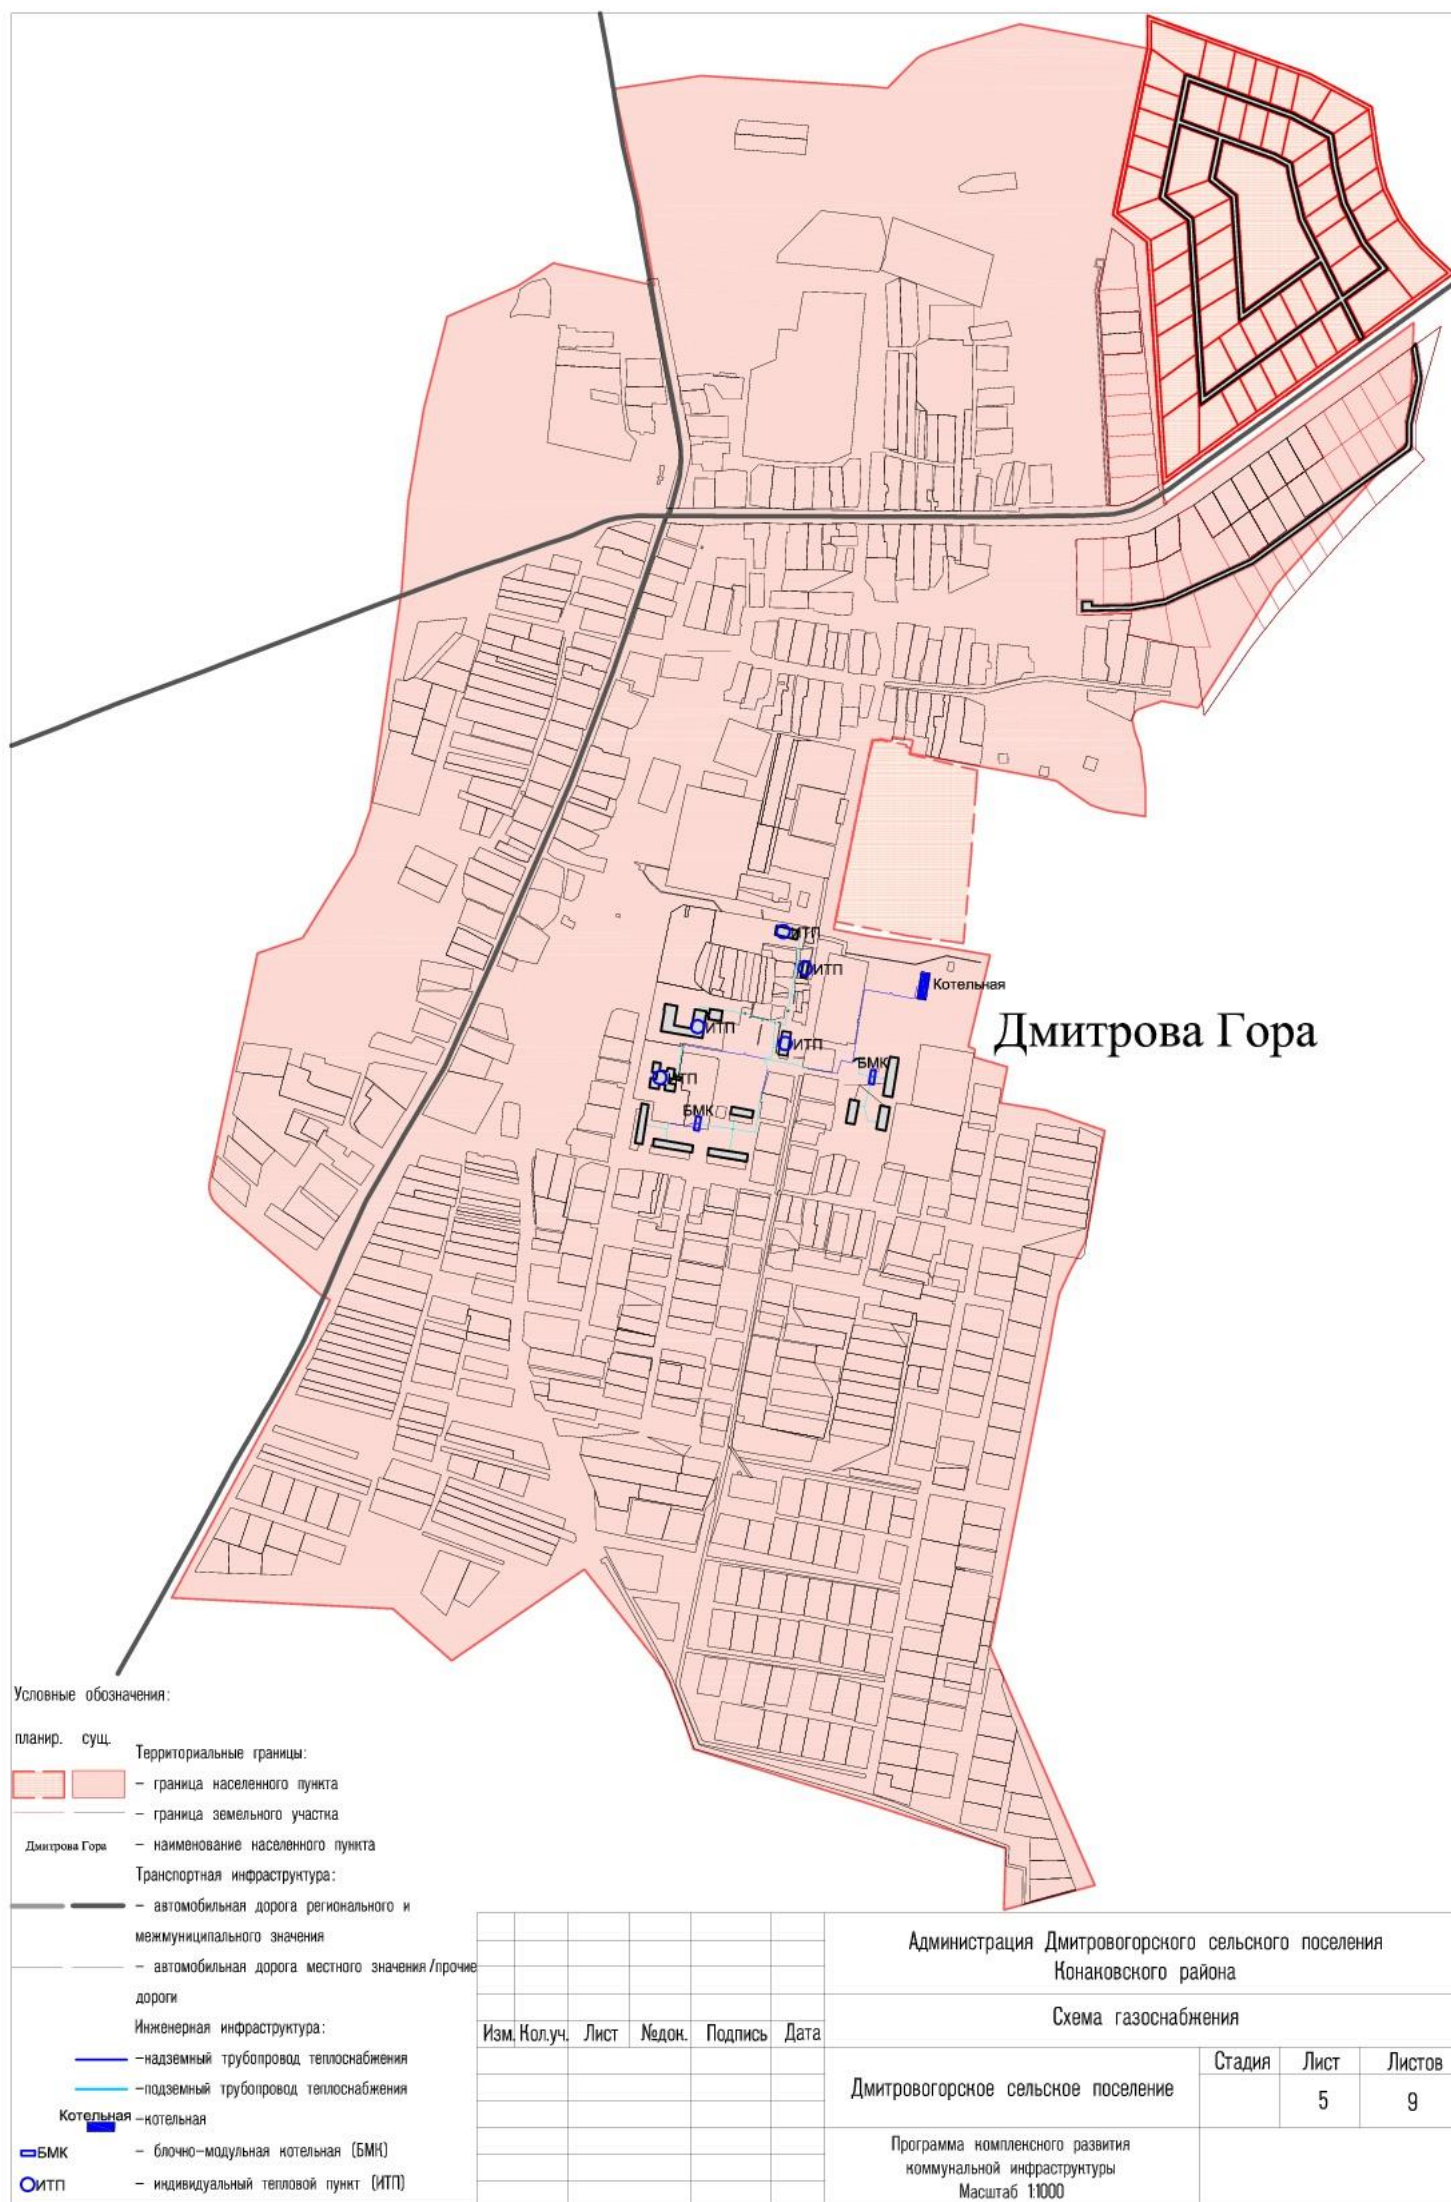 ИТП
ИТП
Котельная
ИТП
ИТП
Дмитрова Гора
БМК
ИТП
БМК
Условные обозначения:
планир. сущ.
Территориальные границы:
- граница населенного пункта
- граница земельного участка
Дмитрова Гора - наименование населенного пункта
Транспортная инфраструктура:
- автомобильная дорога регионального и
межмуниципального значения
- автомобильная дорога местного значения/прочие
дороги
Инженерная инфраструктура:
-надземный трубопровод теплоснабжения
-подземный трубопровод теплоснабжения
Котельная -котельная
БМК - блочно-модульная котельная (БМК)
ИТП - индивидуальный тепловой пункт (ИТП)
Администрация Дмитровогорского сельского поселения
Конаковского района
Схема газоснабжения
Изм. Кол.уч. Лист №док. Подпись Дата
Дмитровогорское сельское поселение
Стадия Лист Листов
5 9
Программа комплексного развития
коммунальной инфраструктуры
Масштаб 1:1000